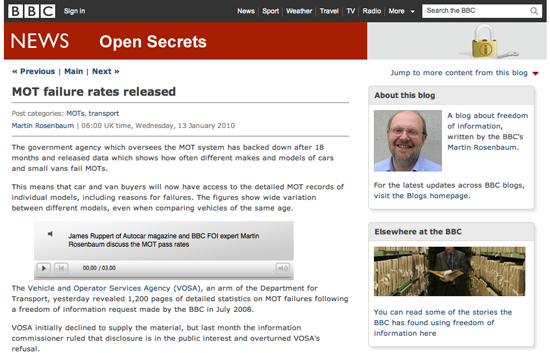 BBC Sign in News Sport Weather Travel TV Radio More Search the BBC
NEWS Open Secrets
« Previous | Main | Next »
Jump to more content from this blog
MOT failure rates released
Post categories: MOTs, transport
Martin Rosenbaum | 06:00 UK time, Wednesday, 13 January 2010
The government agency which oversees the MOT system has backed down after 18
months and released data which shows how often different makes and models of cars
and small vans fail MOTs.
This means that car and van buyers will now have access to the detailed MOT records of
individual models, including reasons for failures. The figures show wide variation
between different models, even when comparing vehicles of the same age.
James Ruppert of Autocar magazine and BBC FOI expert Martin
Rosenbaum discuss the MOT pass rates
00.00 / 03.00
The Vehicle and Operator Services Agency (VOSA), an arm of the Department for
Transport, yesterday revealed 1,200 pages of detailed statistics on MOT failures following
a freedom of information request made by the BBC in July 2008.
VOSA initially declined to supply the material, but last month the information
commissioner ruled that disclosure is in the public interest and overturned VOSA's
refusal.
About this blog
A blog about freedom
of information,
written by the BBC's
Martin Rosenbaum.
For the latest updates across BBC blogs,
visit the Blogs homepage.
Elsewhere at the BBC
You can read some of the stories the
BBC has found using freedom of
information here